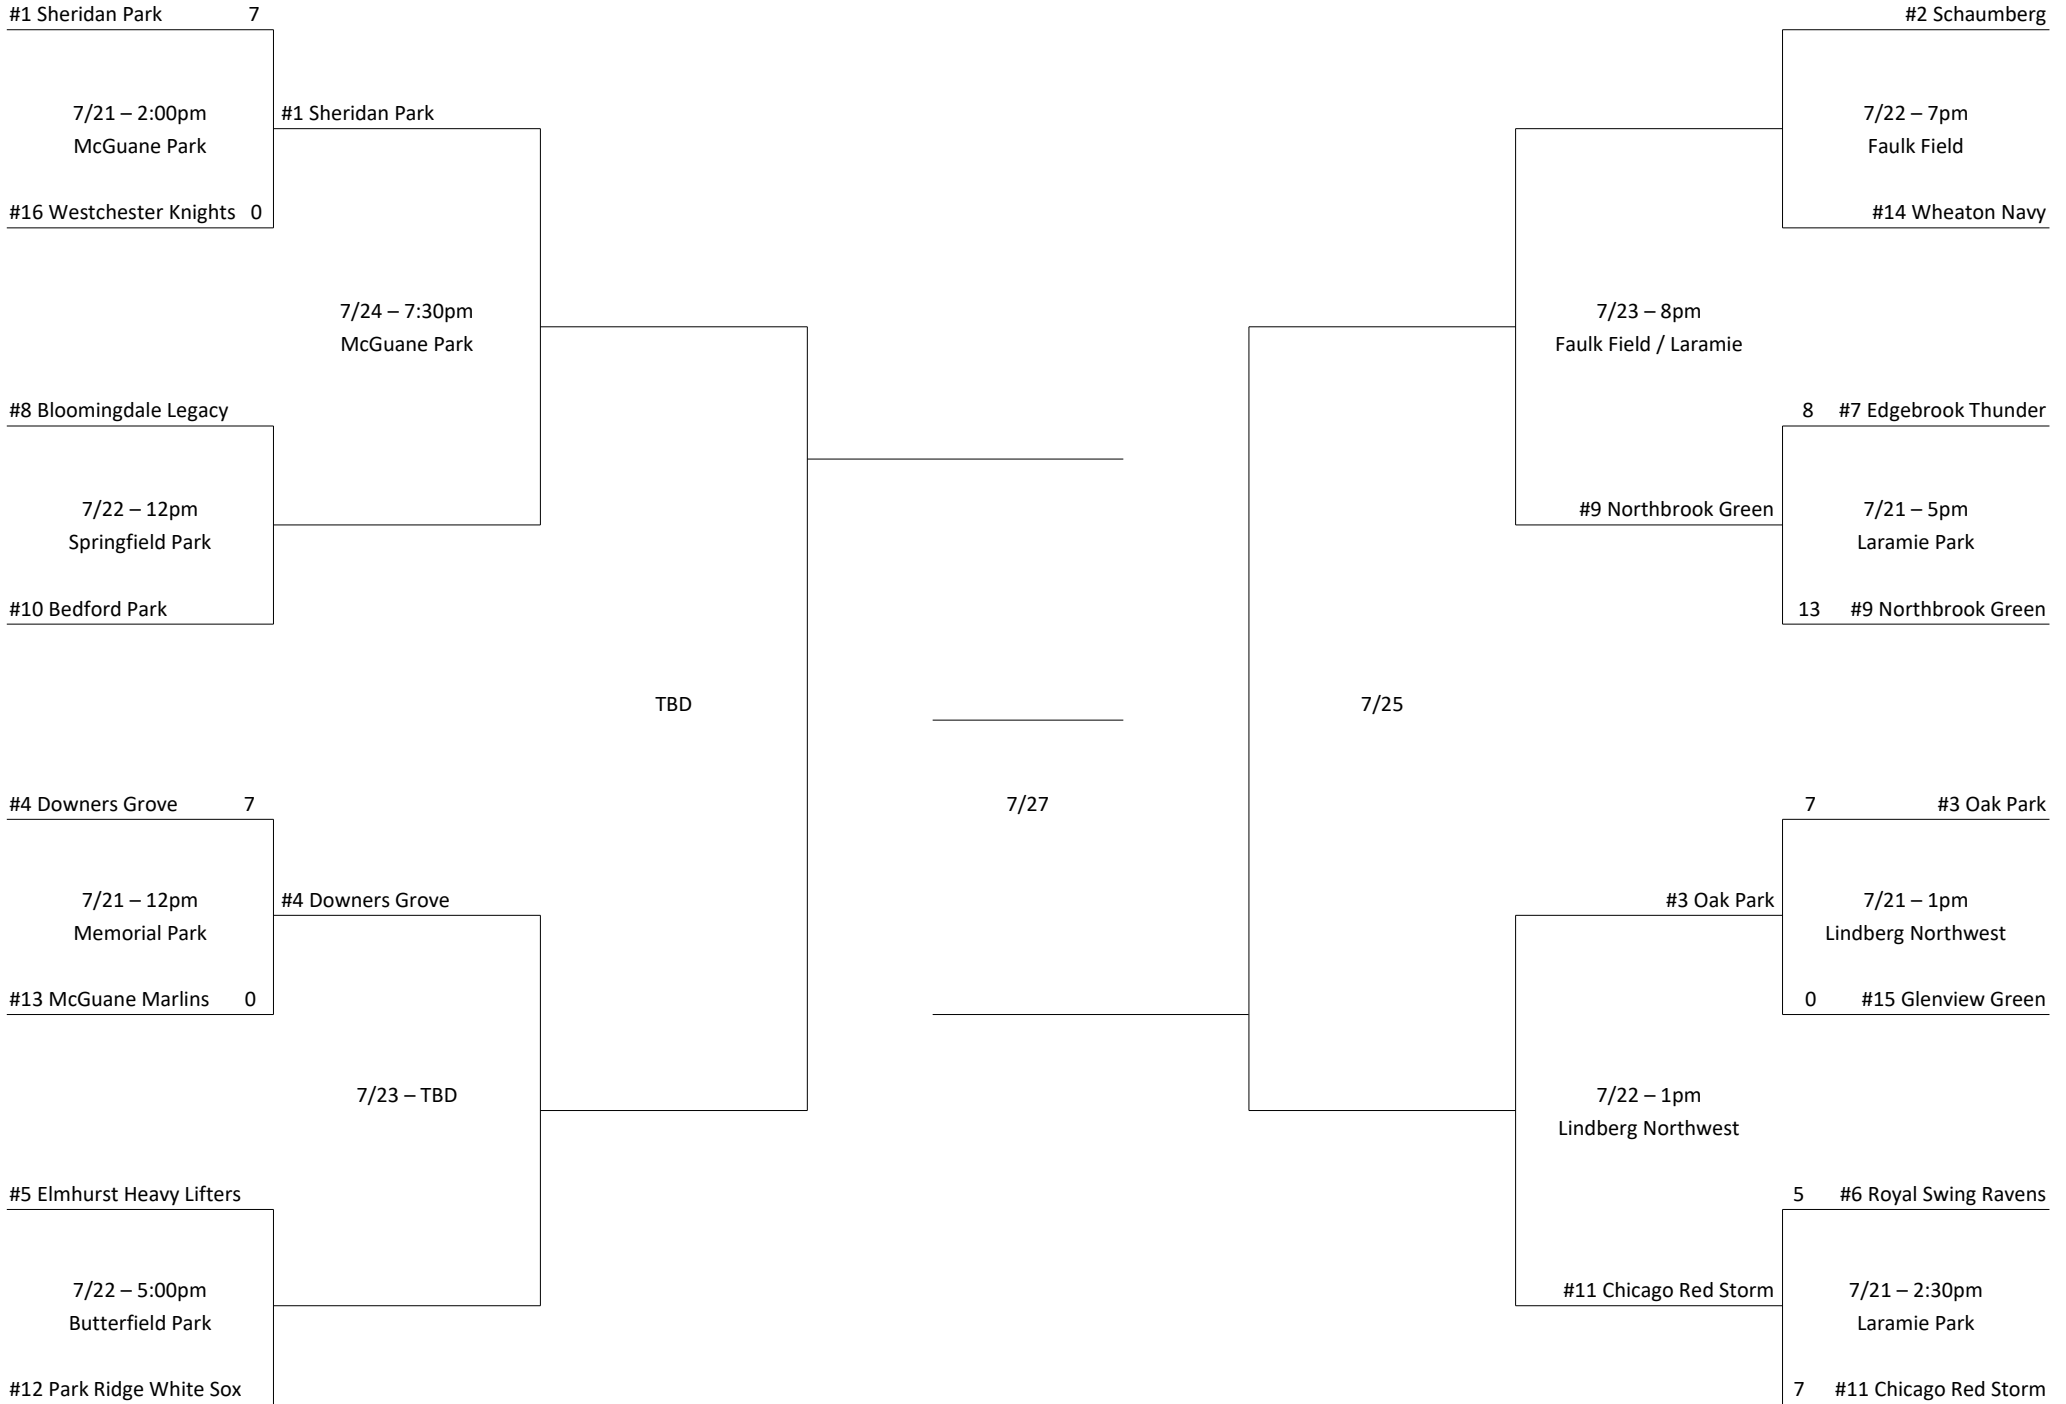 #1 Sheridan Park 7
#2 Schaumberg
7/21 – 2:00pm
McGuane Park
#1 Sheridan Park
7/22 – 7pm
Faulk Field
#16 Westchester Knights 0
#14 Wheaton Navy
7/24 – 7:30pm
McGuane Park
7/23 – 8pm
Faulk Field / Laramie
#8 Bloomingdale Legacy
8 #7 Edgebrook Thunder
7/22 – 12pm
Springfield Park
#9 Northbrook Green
7/21 – 5pm
Laramie Park
#10 Bedford Park
13 #9 Northbrook Green
TBD
7/25
#4 Downers Grove 7
7/27
7 #3 Oak Park
7/21 – 12pm
Memorial Park
#4 Downers Grove
#3 Oak Park
7/21 – 1pm
Lindberg Northwest
#13 McGuane Marlins 0
0 #15 Glenview Green
7/23 – TBD
7/22 – 1pm
Lindberg Northwest
#5 Elmhurst Heavy Lifters
5 #6 Royal Swing Ravens
7/22 – 5:00pm
Butterfield Park
#11 Chicago Red Storm
7/21 – 2:30pm
Laramie Park
#12 Park Ridge White Sox
7 #11 Chicago Red Storm